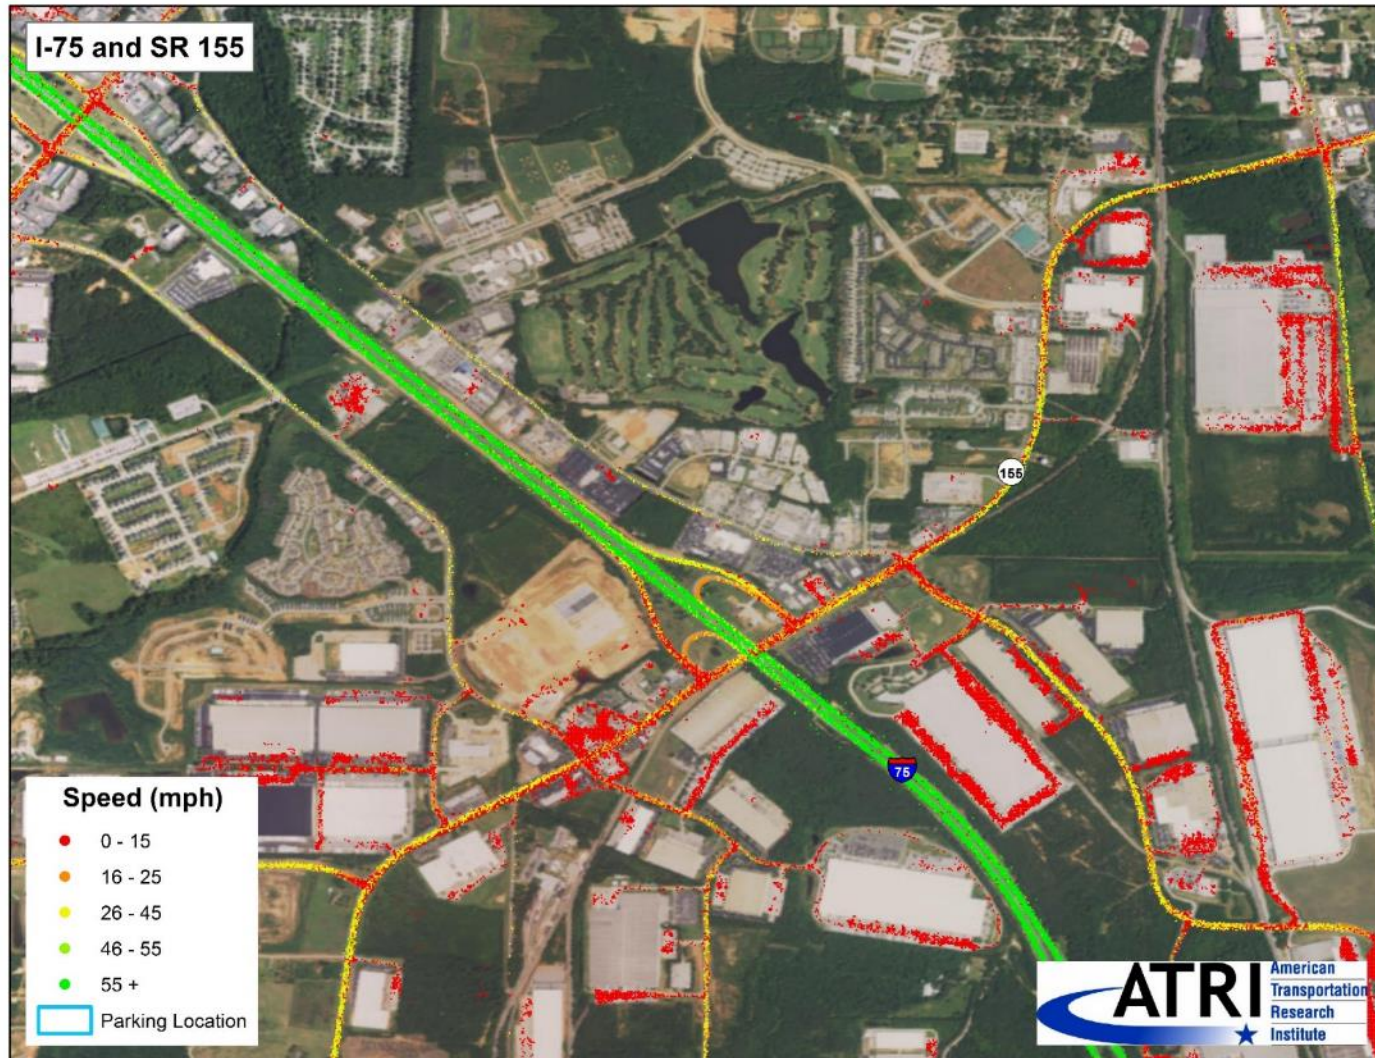 I-75 and SR 155
155
75
Speed (mph)
0 - 15
16 - 25
26 - 45
46 - 55
55 +
Parking Location
ATRI
American
Transportation
Research
Institute